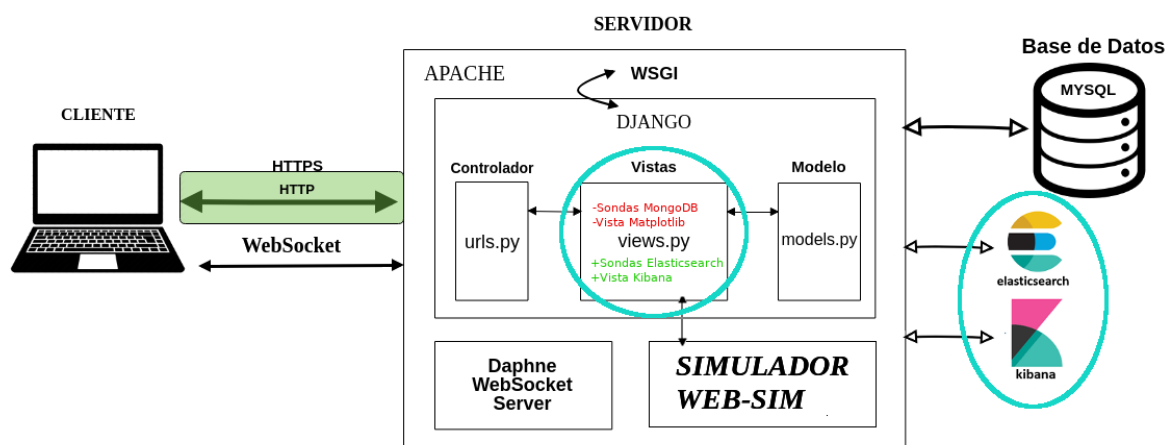 SERVIDOR
Base de Datos
APACHE
WSGI
MYSQL
CLIENTE
DJANGO
HTTPS
HTTP
WebSocket
Controlador
Vistas
Modelo
urls.py
-Sondas MongoDB
-Vista Matplotlib
views.py
+Sondas Elasticsearch
+Vista Kibana
models.py
elasticsearch
kibana
Daphne
WebSocket
Server
SIMULADOR
WEB-SIM